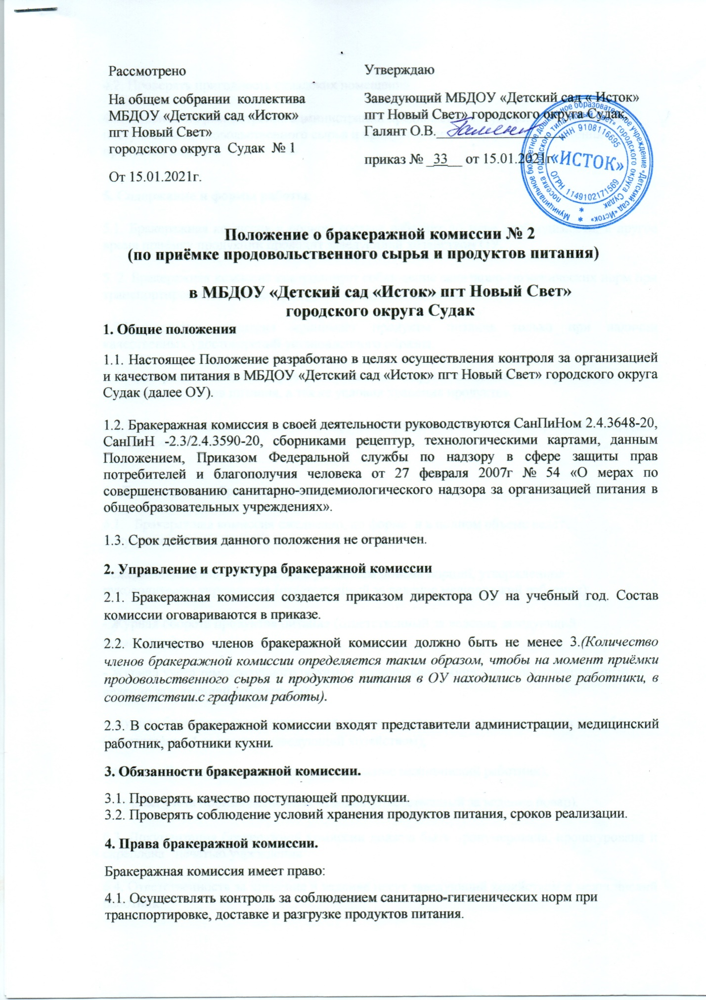 Рассмотрено
На общем собрании коллектива
МБДОУ «Детский сад «Исток»
пгт Новый Свет»
городского округа Судак № 1
От 15.01.2021г.
Утверждаю
Заведующий МБДОУ «Детский сад « Исток»
пгт Новый Свет» городского округа Судак,
Галянт О.В.
приказ № _33__ от 15.01.2021г
Муниципальное бюджетное дошкольное образовательное учреждение «Детский сад «Исток»
поселка городского типа Новый Свет» городского округа Судак
ИНН 9108116695
«ИСТОК»
ОГРН 1149102171569
Положение о бракеражной комиссии № 2
(по приёмке продовольственного сырья и продуктов питания)
в МБДОУ «Детский сад «Исток» пгт Новый Свет»
городского округа Судак
1. Общие положения
1.1. Настоящее Положение разработано в целях осуществления контроля за организацией
и качеством питания в МБДОУ «Детский сад «Исток» пгт Новый Свет» городского округа
Судак (далее ОУ).
1.2. Бракеражная комиссия в своей деятельности руководствуются СанПиНом 2.4.3648-20,
СанПиН -2.3/2.4.3590-20, сборниками рецептур, технологическими картами, данным
Положением, Приказом Федеральной службы по надзору в сфере защиты прав
потребителей и благополучия человека от 27 февраля 2007г № 54 «О мерах по
совершенствованию санитарно-эпидемиологического надзора за организацией питания в
общеобразовательных учреждениях».
1.3. Срок действия данного положения не ограничен.
2. Управление и структура бракеражной комиссии
2.1. Бракеражная комиссия создается приказом директора ОУ на учебный год. Состав
комиссии оговариваются в приказе.
2.2. Количество членов бракеражной комиссии должно быть не менее 3.(Количество
членов бракеражной комиссии определяется таким образом, чтобы на момент приёмки
продовольственного сырья и продуктов питания в ОУ находились данные работники, в
соответствии.с графиком работы).
2.3. В состав бракеражной комиссии входят представители администрации, медицинский
работник, работники кухни.
3. Обязанности бракеражной комиссии.
3.1. Проверять качество поступающей продукции.
3.2. Проверять соблюдение условий хранения продуктов питания, сроков реализации.
4. Права бракеражной комиссии.
Бракеражная комиссия имеет право:
4.1. Осуществлять контроль за соблюдением санитарно-гигиенических норм при
транспортировке, доставке и разгрузке продуктов питания.